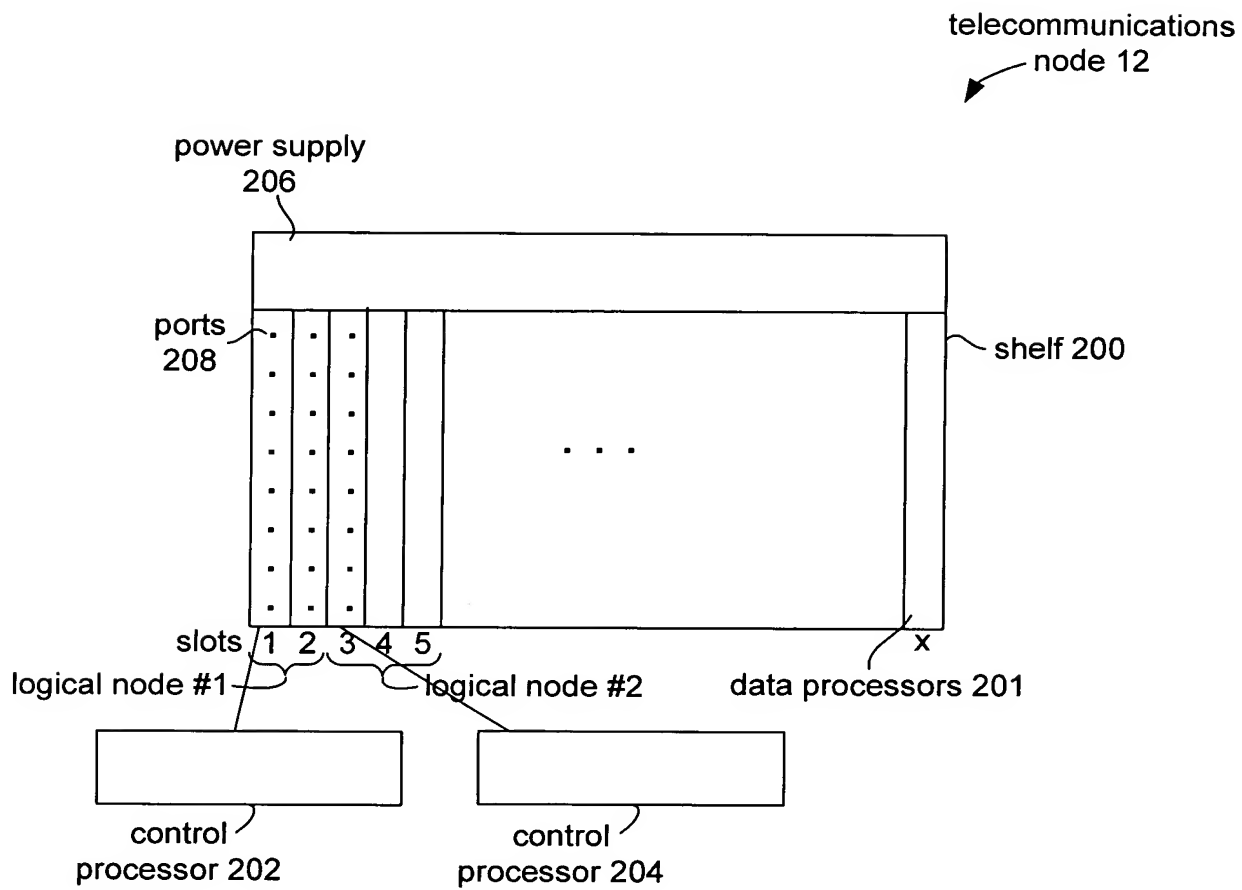 telecommunications
node 12
power supply
206
ports
208
shelf 200
. . .
slots 1 2 3 4 5 x
logical node #1
logical node #2
data processors 201
control
processor 202
control
processor 204